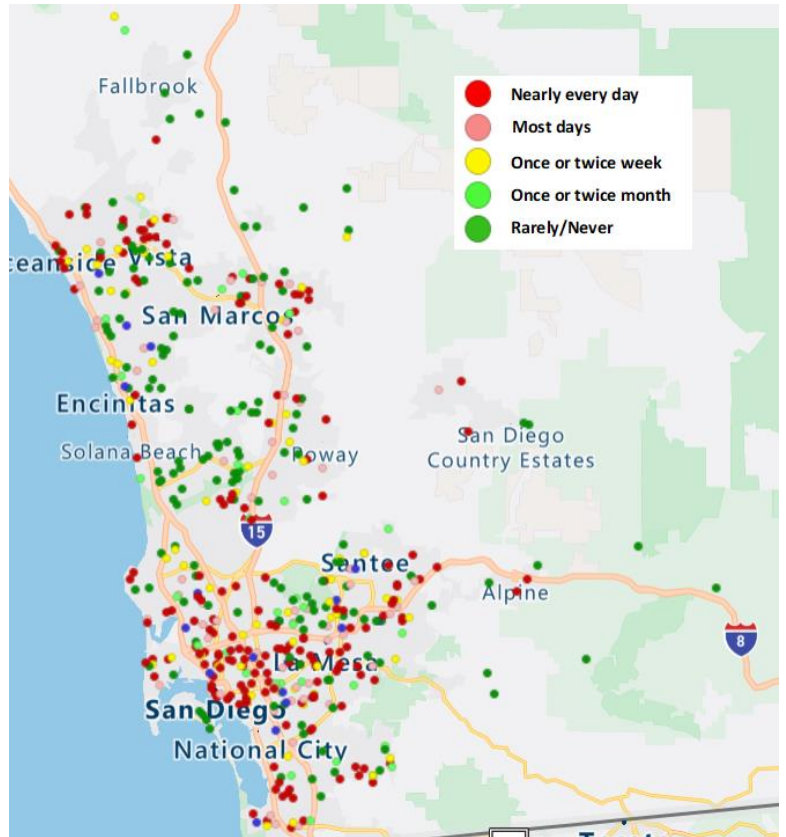 Fallbrook
Nearly every day
Most days
Once or twice week
Once or twice month
Rarely/Never
ceanside
Vista
San Marcos
Encinitas
Solana Beach
Poway
San Diego
Country Estates
15
Santee
Alpine
8
La Mesa
San Diego
National City